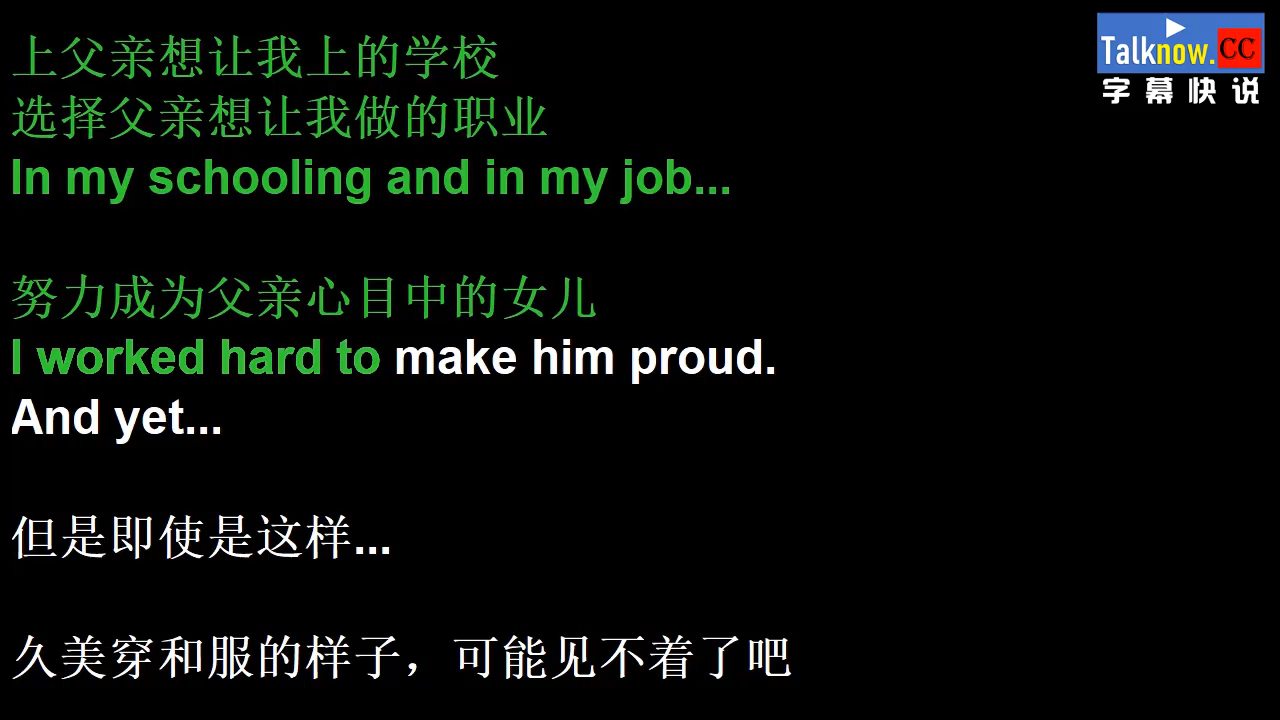 上父亲想让我上的学校
选择父亲想让我做的职业
In my schooling and in my job...
努力成为父亲心目中的女儿
I worked hard to make him proud.
And yet...
但是即使是这样...
久美穿和服的样子，可能见不着了吧
Talknow.CC
字幕快说